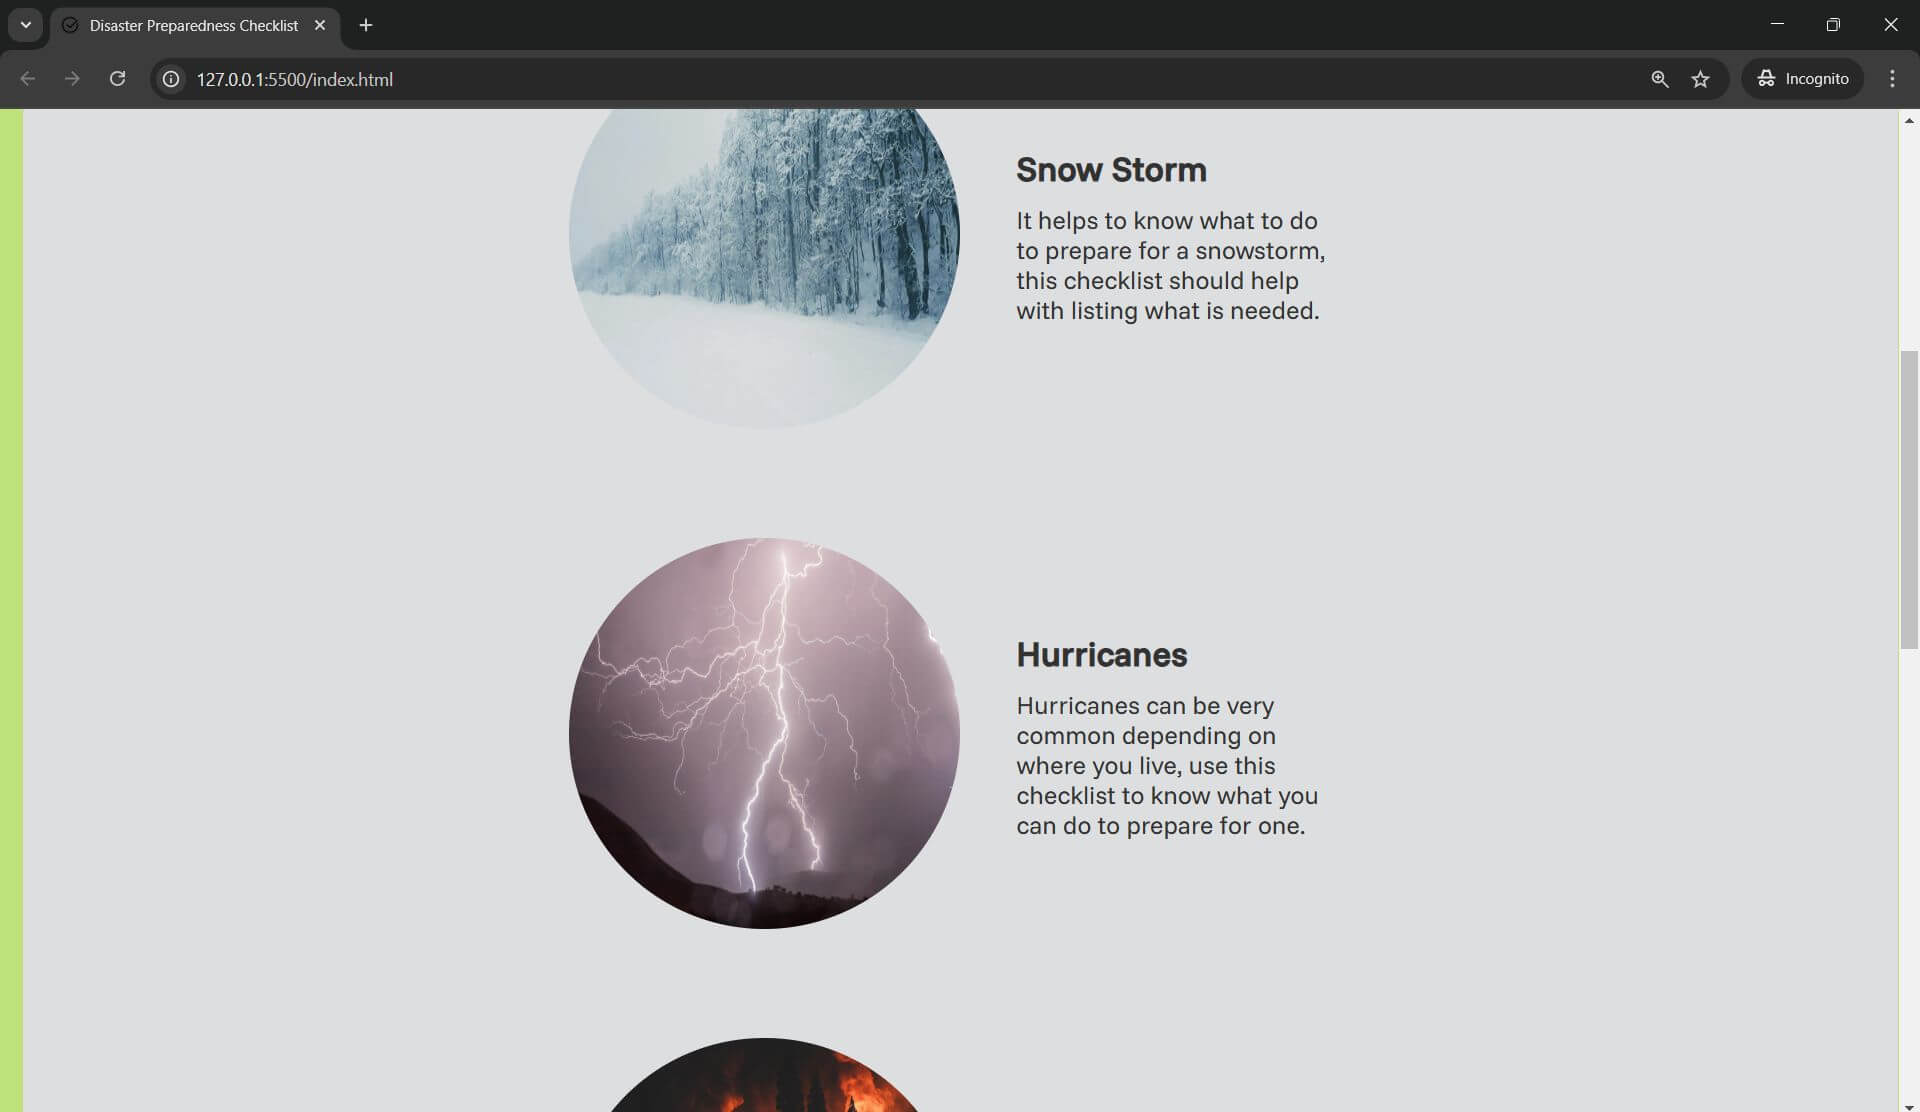 Disaster Preparedness Checklist
127.0.0.1:5500/index.html
Incognito
Snow Storm
It helps to know what to do
to prepare for a snowstorm,
this checklist should help
with listing what is needed.
Hurricanes
Hurricanes can be very
common depending on
where you live, use this
checklist to know what you
can do to prepare for one.